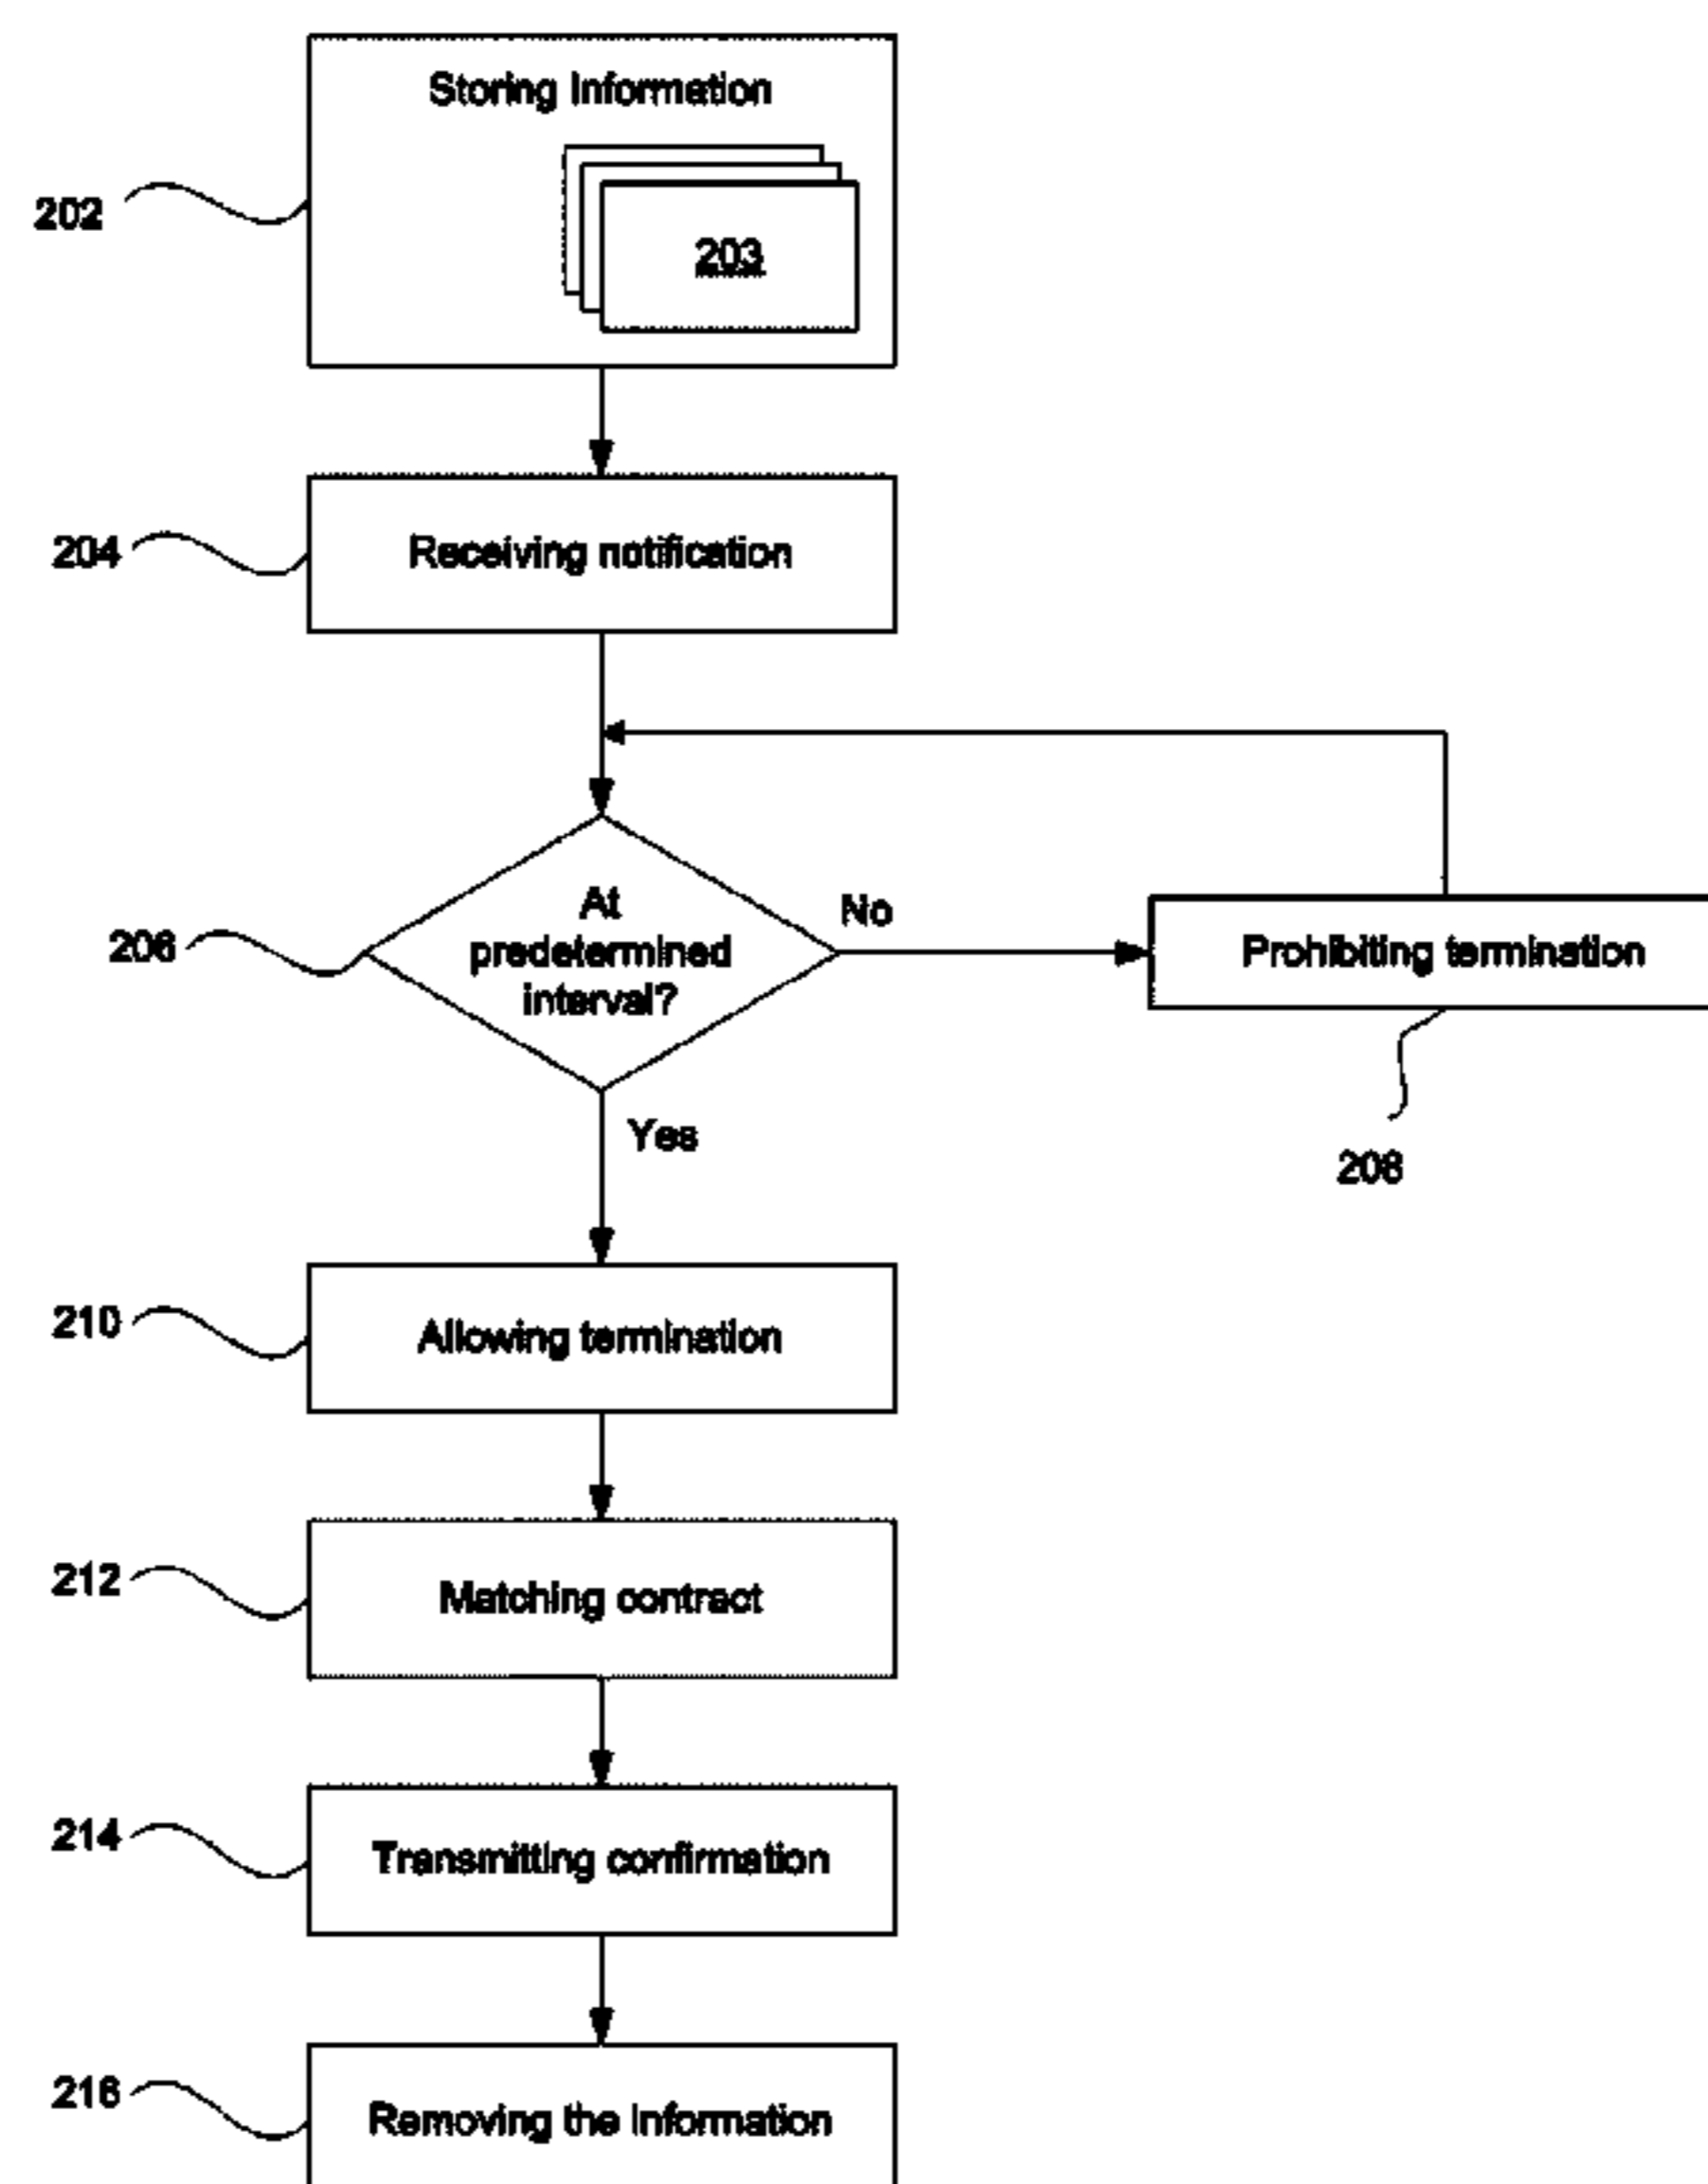 Storing Information
202
203
204
Receiving notification
206
At
predetermined
interval?
No
Prohibiting termination
208
Yes
210
Allowing termination
212
Matching contract
214
Transmitting confirmation
216
Removing the Information